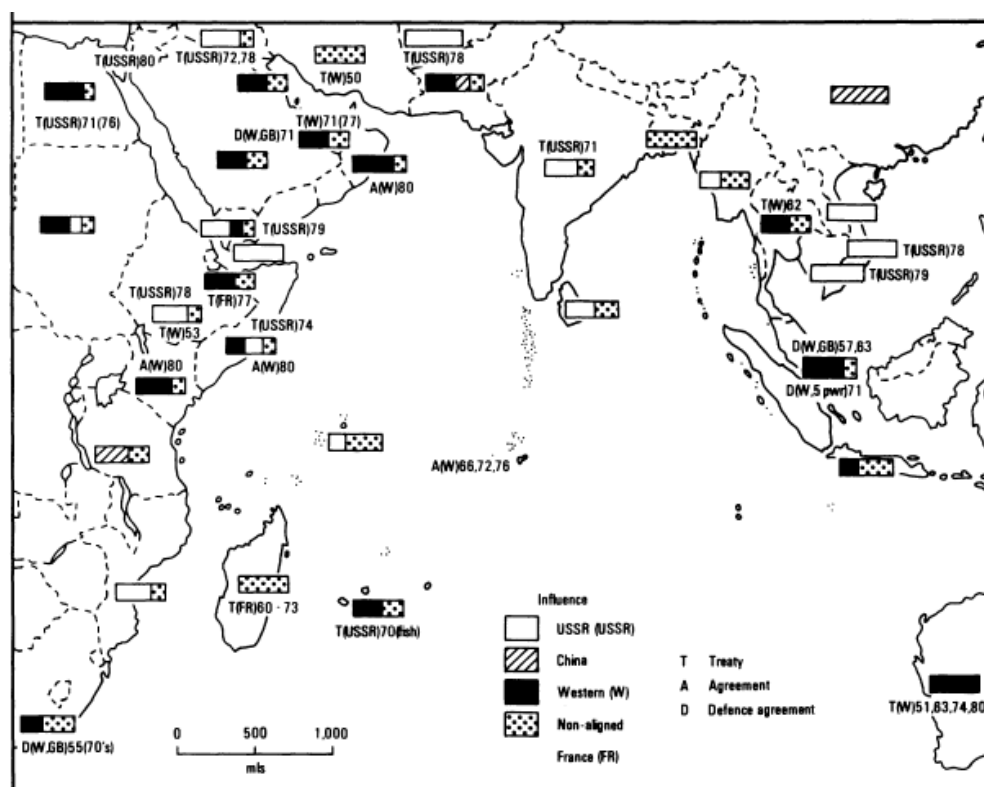 T(USSR)80
T(USSR)72,78
T(W)50
T(USSR)78
T(USSR)71(76)
T(W)71(77)
D(W,GB)71
A(W)80
T(USSR)71
T(W)62
T(USSR)79
T(USSR)78
T(USSR)79
T(FR)77
T(USSR)78
T(W)53
T(USSR)74
A(W)80
A(W)80
D(W,GB)57,63
D(W,5 pwr)71
A(W)66,72,76
T(FR)60 - 73
T(USSR)70(fish)
D(W,GB)55(70's)
T(W)51,63,74,80
0 500 1,000
mls
Influence
USSR (USSR)
China
Western (W)
Non-aligned
France (FR)
T Treaty
A Agreement
D Defence agreement